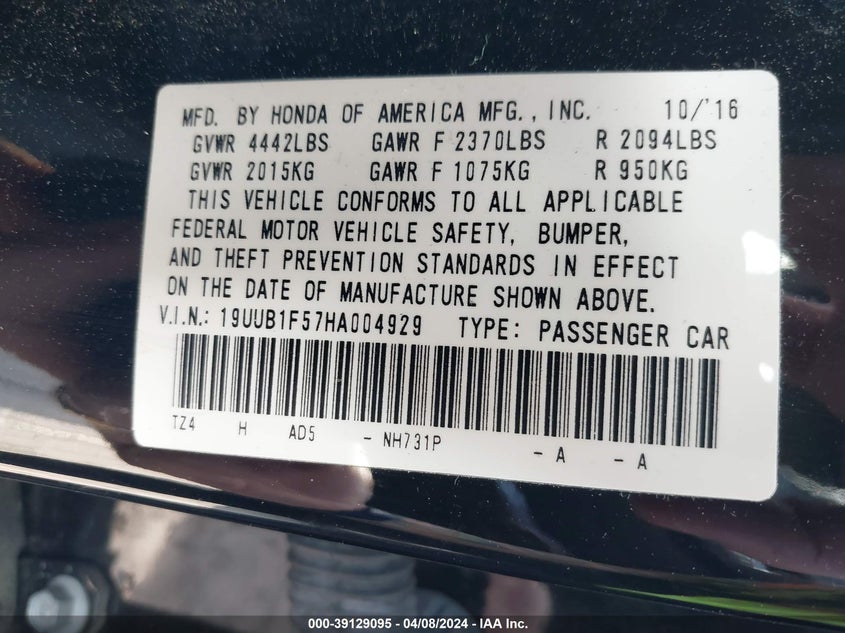 MFD. BY HONDA OF AMERICA MFG., INC. 10/'16
GVWR 4442LBS GAWR F 2370LBS R 2094LBS
GVWR 2015KG GAWR F 1075KG R 950KG
THIS VEHICLE CONFORMS TO ALL APPLICABLE
FEDERAL MOTOR VEHICLE SAFETY, BUMPER,
AND THEFT PREVENTION STANDARDS IN EFFECT
ON THE DATE OF MANUFACTURE SHOWN ABOVE.
V.I.N.: 19UUB1F57HA004929 TYPE: PASSENGER CAR
TZ4 H AD5 - NH731P - A - A
000-39129095 - 04/08/2024 - IAA Inc.